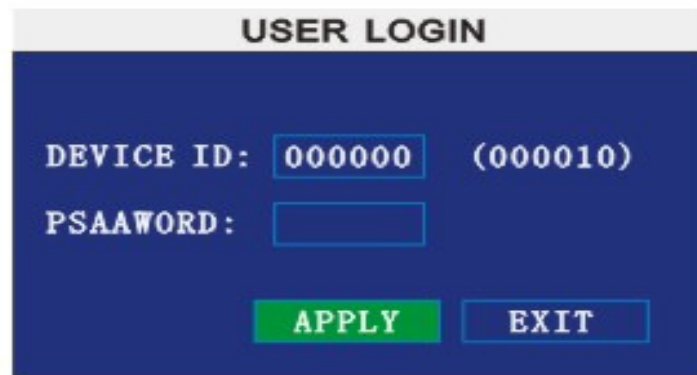 USER LOGIN
DEVICE ID: 000000 (000010)
PSAAWORD:
APPLY EXIT